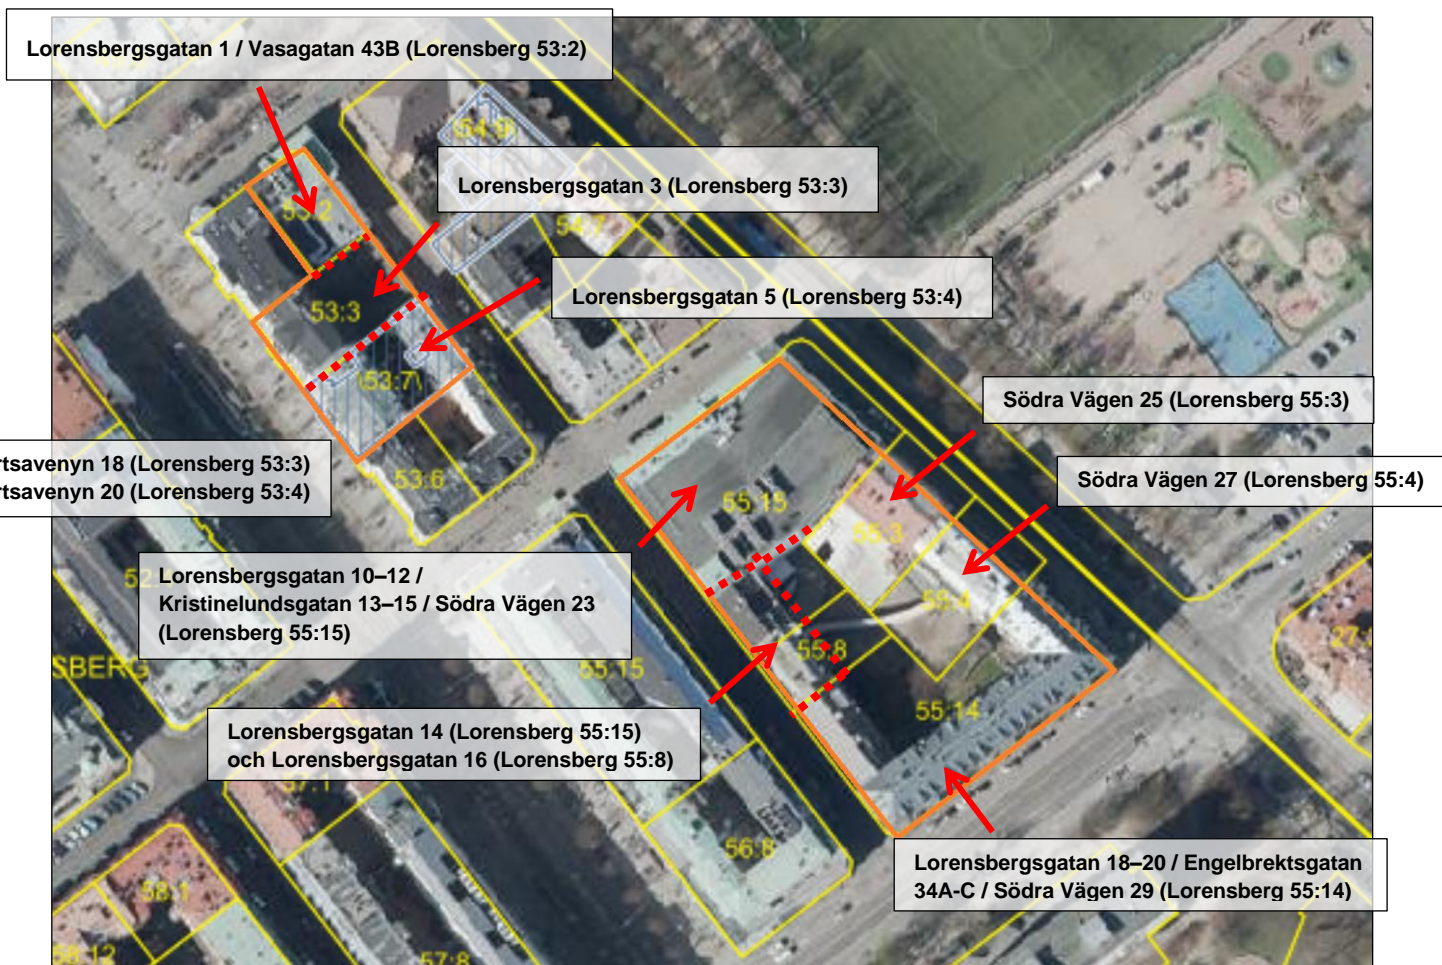 Lorensbergsgatan 1 / Vasagatan 43B (Lorensberg 53:2)
54:9
Lorensbergsgatan 3 (Lorensberg 53:3)
53:2
54:7
Lorensbergsgatan 5 (Lorensberg 53:4)
53:3
53:7
Södra Vägen 25 (Lorensberg 55:3)
rtsavenyn 18 (Lorensberg 53:3)
rtsavenyn 20 (Lorensberg 53:4)
53:6
Södra Vägen 27 (Lorensberg 55:4)
55:15
55:3
Lorensbergsgatan 10–12 /
Kristinelundsgatan 13–15 / Södra Vägen 23
(Lorensberg 55:15)
55:4
55:8
SBERG
55:15
55:14
Lorensbergsgatan 14 (Lorensberg 55:15)
och Lorensbergsgatan 16 (Lorensberg 55:8)
57:1
56:8
Lorensbergsgatan 18–20 / Engelbrektsgatan
34A-C / Södra Vägen 29 (Lorensberg 55:14)
58:1
58:12
57:8